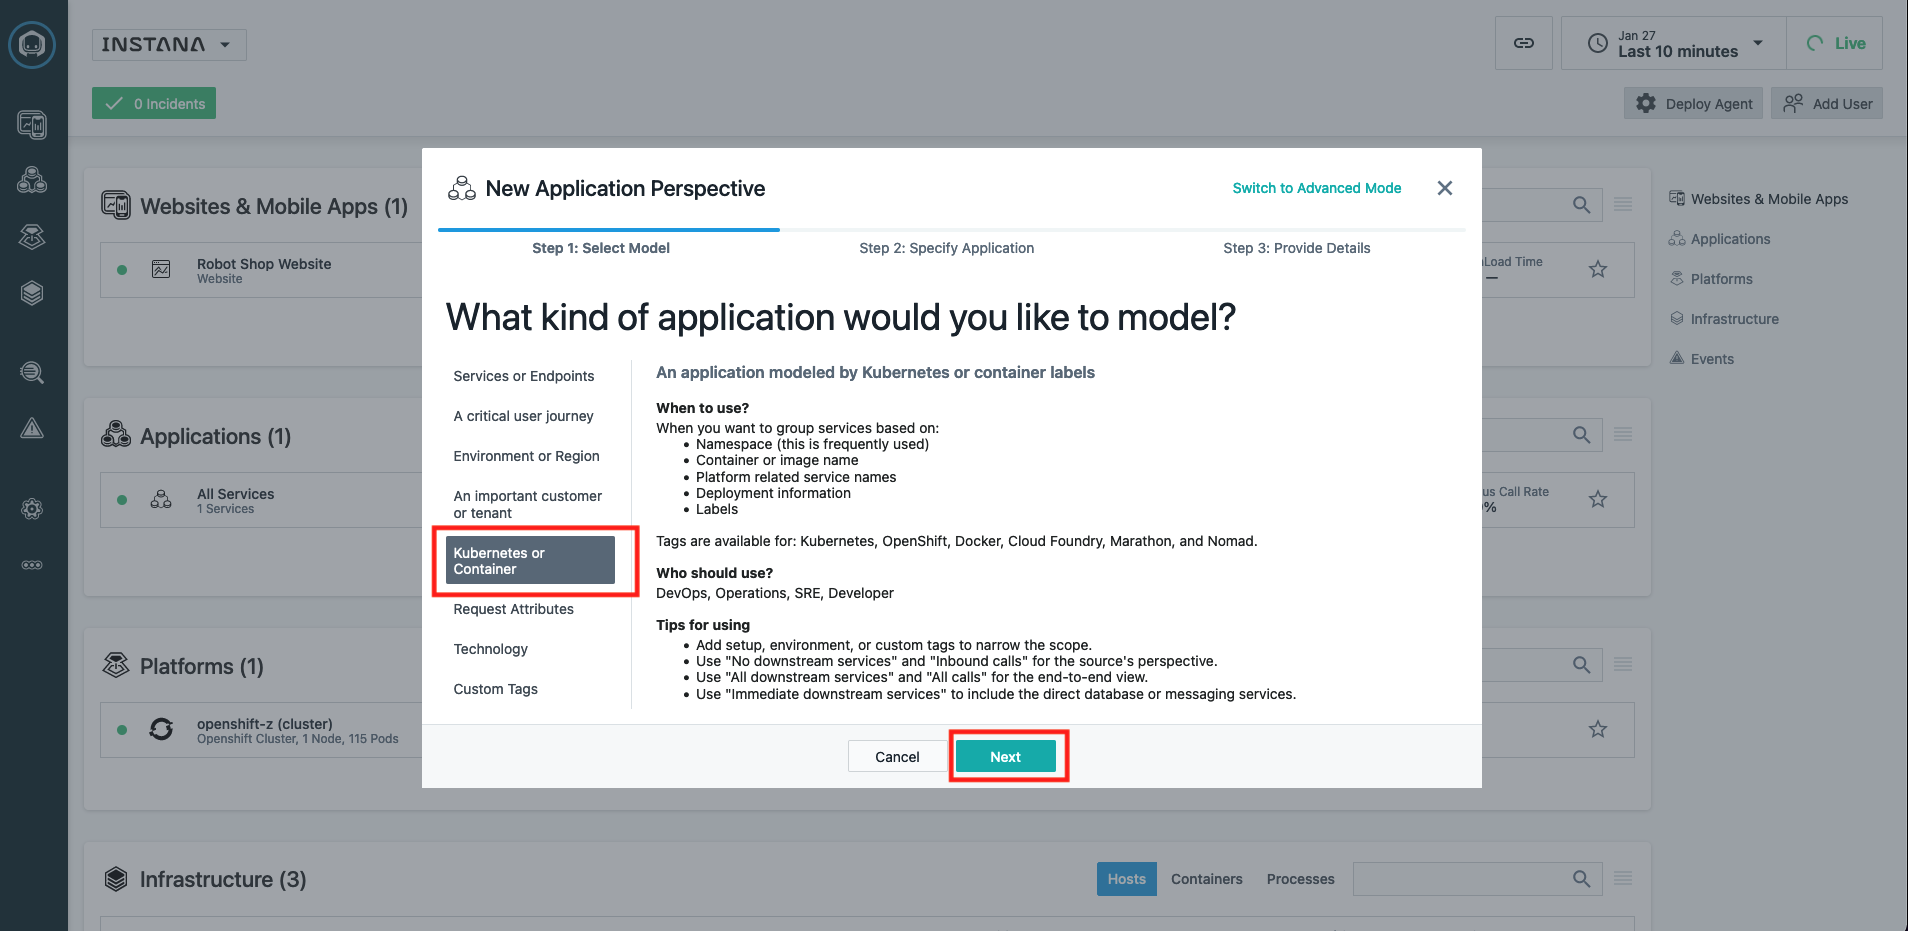 INSTANA
Jan 27
Last 10 minutes
Live
0 Incidents
Deploy Agent
Add User
New Application Perspective
Switch to Advanced Mode
Step 1: Select Model
Step 2: Specify Application
Step 3: Provide Details
What kind of application would you like to model?
Services or Endpoints
A critical user journey
Environment or Region
An important customer
or tenant
Kubernetes or
Container
Request Attributes
Technology
Custom Tags
An application modeled by Kubernetes or container labels
When to use?
When you want to group services based on:
• Namespace (this is frequently used)
• Container or image name
• Platform related service names
• Deployment information
• Labels
Tags are available for: Kubernetes, OpenShift, Docker, Cloud Foundry, Marathon, and Nomad.
Who should use?
DevOps, Operations, SRE, Developer
Tips for using
• Add setup, environment, or custom tags to narrow the scope.
• Use "No downstream services" and "Inbound calls" for the source's perspective.
• Use "All downstream services" and "All calls" for the end-to-end view.
• Use "Immediate downstream services" to include the direct database or messaging services.
Cancel
Next
Websites & Mobile Apps (1)
Robot Shop Website
Website
Load Time
—
Applications (1)
All Services
1 Services
us Call Rate
%
Platforms (1)
openshift-z (cluster)
Openshift Cluster, 1 Node, 115 Pods
Infrastructure (3)
Hosts
Containers
Processes
Websites & Mobile Apps
Applications
Platforms
Infrastructure
Events